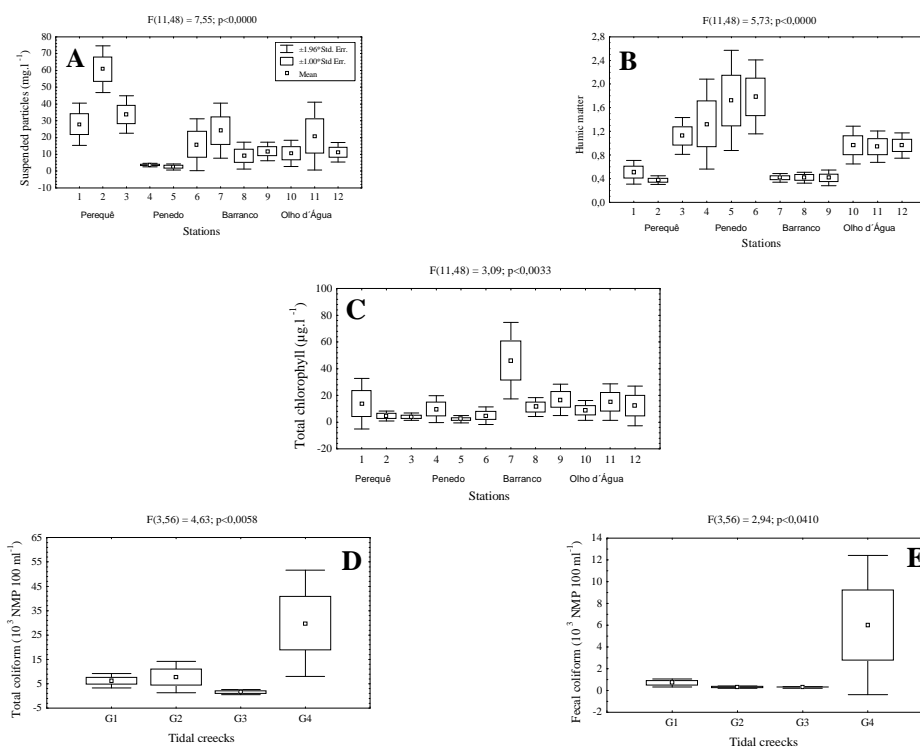 F(11,48) = 7,55; p<0,0000
A
Suspended particles (mg.l -1)
80
70
60
50
40
30
20
10
0
-10
±1.96*Std. Err.
±1.00*Std. Err.
Mean
1 2 3 4 5 6 7 8 9 10 11 12
Perequê Penedo Barranco Olho d´Água
Stations
F(11,48) = 5,73; p<0,0000
B
Humic matter
2,8
2,4
2,0
1,6
1,2
0,8
0,4
0,0
1 2 3 4 5 6 7 8 9 10 11 12
Perequê Penedo Barranco Olho d´Água
Stations
F(11,48) = 3,09; p<0,0033
C
Total chlorophyll (µg.l -1)
100
80
60
40
20
0
-20
1 2 3 4 5 6 7 8 9 10 11 12
Perequê Penedo Barranco Olho d´Água
Stations
F(3,56) = 4,63; p<0,0058
D
Total coliform (10 3 NMP 100 ml-1)
65
55
45
35
25
15
5
-5
G1 G2 G3 G4
Tidal creecks
F(3,56) = 2,94; p<0,0410
E
Fecal coliform (10 3 NMP 100 ml-1)
14
12
10
8
6
4
2
0
-2
G1 G2 G3 G4
Tidal creecks